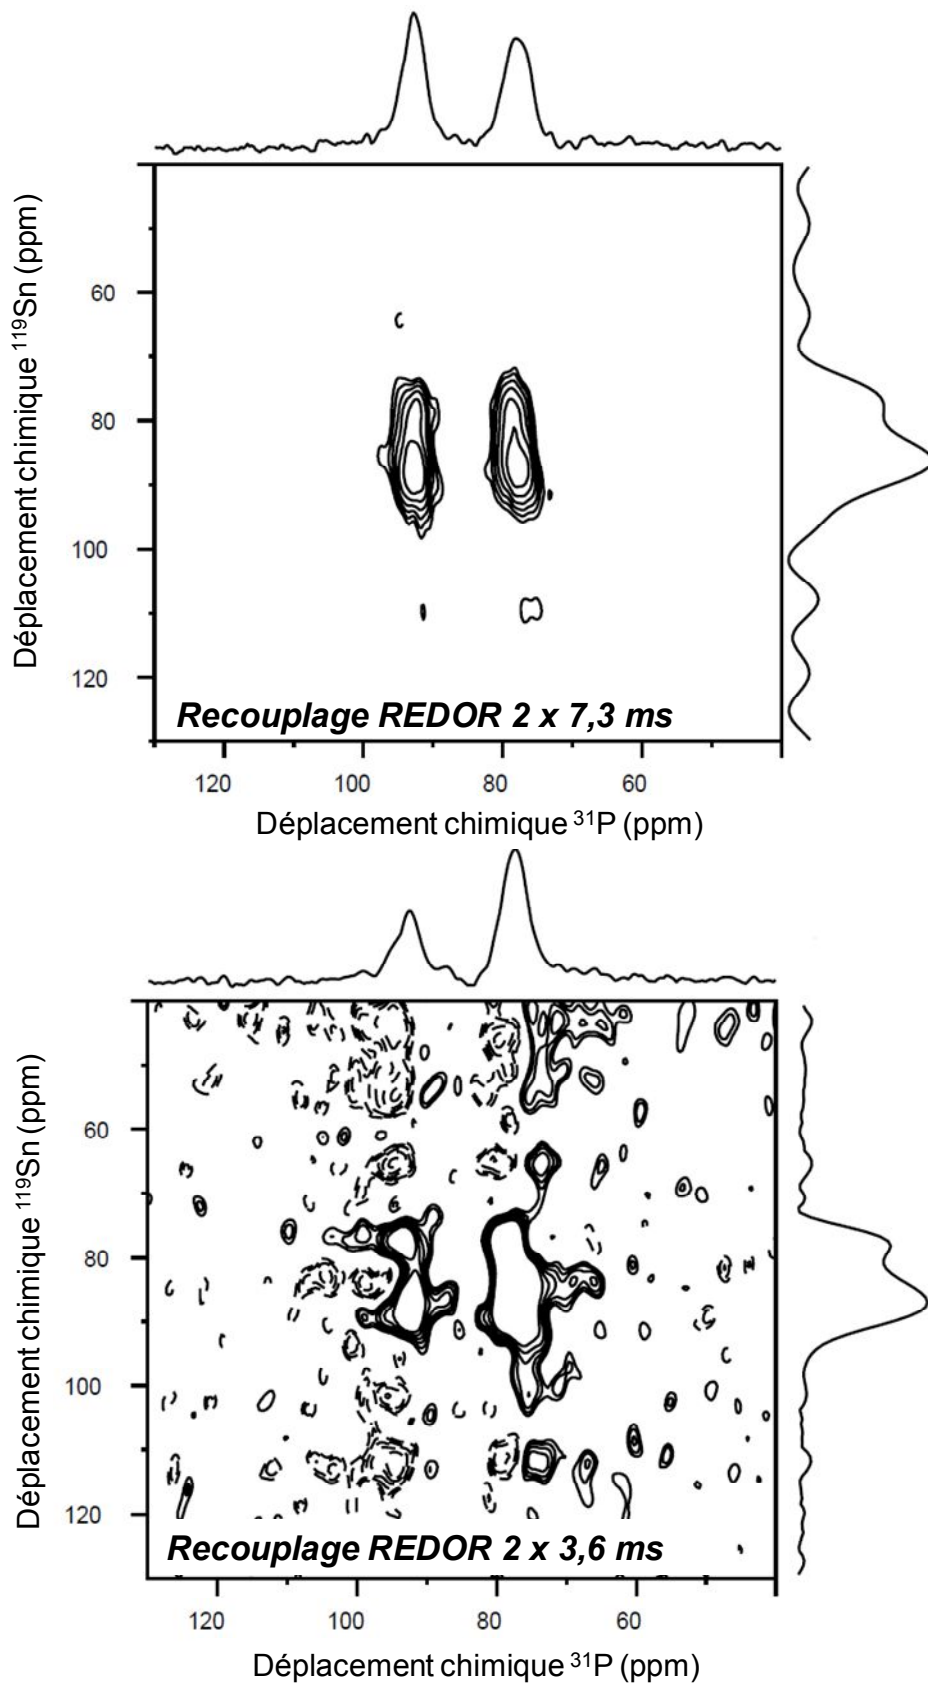 Déplacement chimique ¹¹⁹Sn (ppm)
60
80
100
120
Recouplage REDOR 2 x 7,3 ms
120
100
80
60
Déplacement chimique ³¹P (ppm)
Déplacement chimique ¹¹⁹Sn (ppm)
60
80
100
120
Recouplage REDOR 2 x 3,6 ms
120
100
80
60
Déplacement chimique ³¹P (ppm)